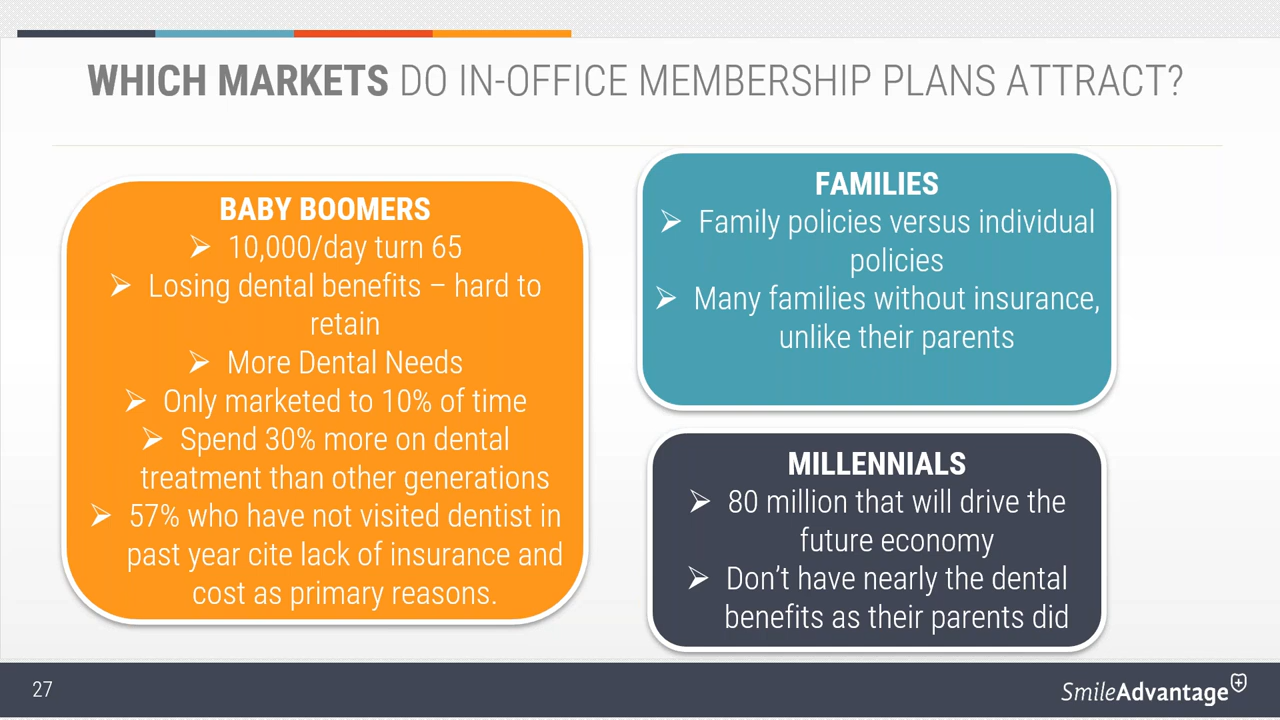 WHICH MARKETS DO IN-OFFICE MEMBERSHIP PLANS ATTRACT?
BABY BOOMERS
➢ 10,000/day turn 65
➢ Losing dental benefits – hard to
retain
➢ More Dental Needs
➢ Only marketed to 10% of time
➢ Spend 30% more on dental
treatment than other generations
➢ 57% who have not visited dentist in
past year cite lack of insurance and
cost as primary reasons.
FAMILIES
➢ Family policies versus individual
policies
➢ Many families without insurance,
unlike their parents
MILLENNIALS
➢ 80 million that will drive the
future economy
➢ Don’t have nearly the dental
benefits as their parents did
27
SmileAdvantage